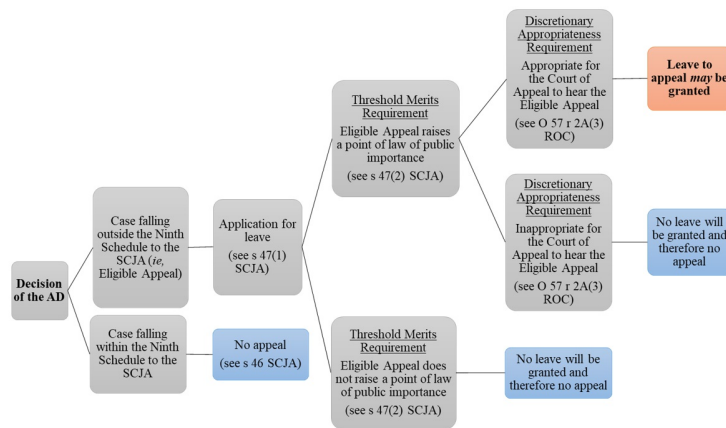 Decision
of the AD
Case falling
outside the Ninth
Schedule to the
SCJA (ie,
Eligible Appeal)
Case falling
within the Ninth
Schedule to the
SCJA
Application for
leave
(see s 47(1)
SCJA)
No appeal
(see s 46 SCJA)
Threshold Merits
Requirement
Eligible Appeal raises
a point of law of public
importance
(see s 47(2) SCJA)
Threshold Merits
Requirement
Eligible Appeal does
not raise a point of law
of public importance
(see s 47(2) SCJA)
Discretionary
Appropriateness
Requirement
Appropriate for
the Court of
Appeal to hear the
Eligible Appeal
(see O 57 r 2A(3)
ROC)
Discretionary
Appropriateness
Requirement
Inappropriate for
the Court of
Appeal to hear the
Eligible Appeal
(see O 57 r 2A(3)
ROC)
Leave to
appeal may be
granted
No leave will
be granted and
therefore no
appeal
No leave will be
granted and
therefore no appeal